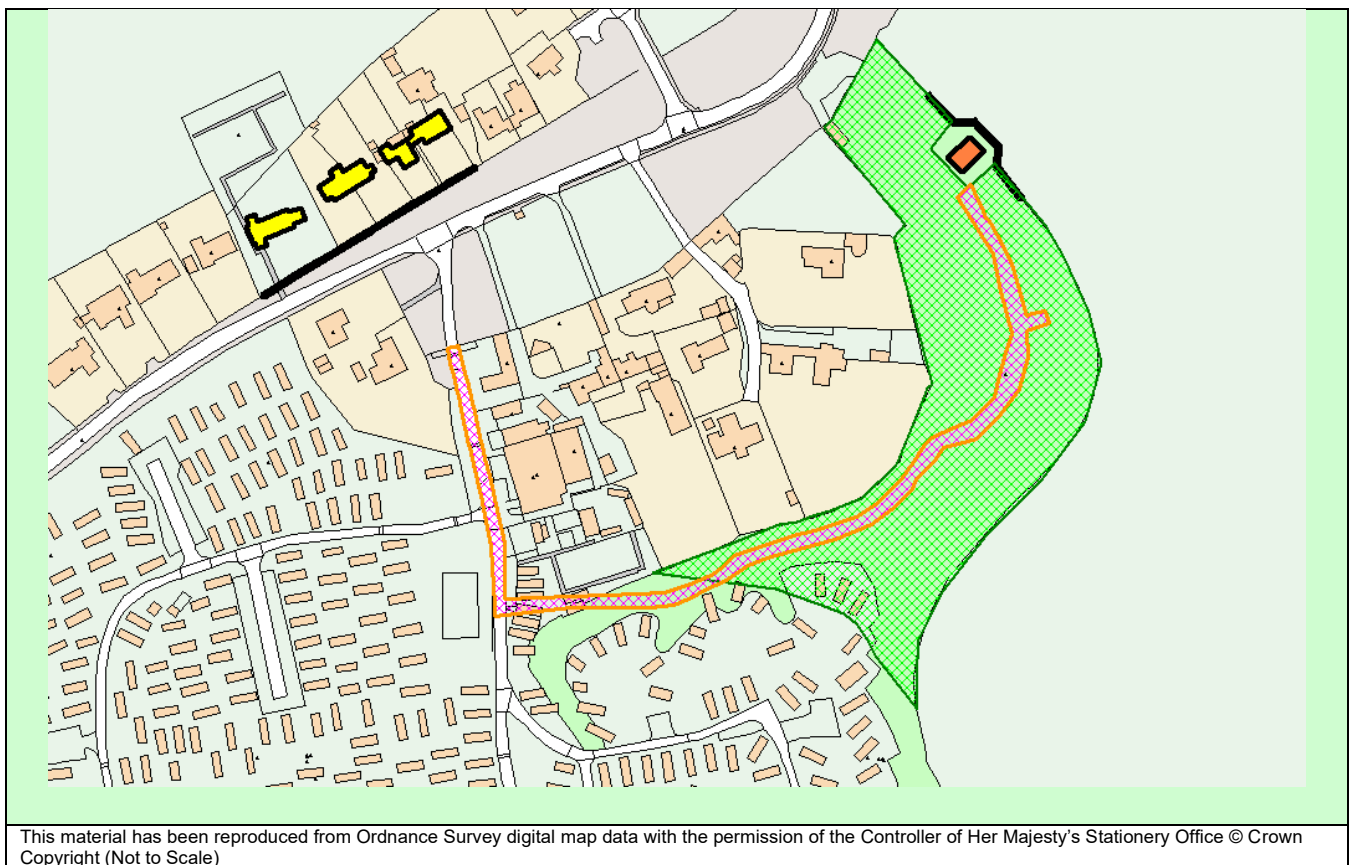 This material has been reproduced from Ordnance Survey digital map data with the permission of the Controller of Her Majesty’s Stationery Office © Crown
Copyright (Not to Scale)